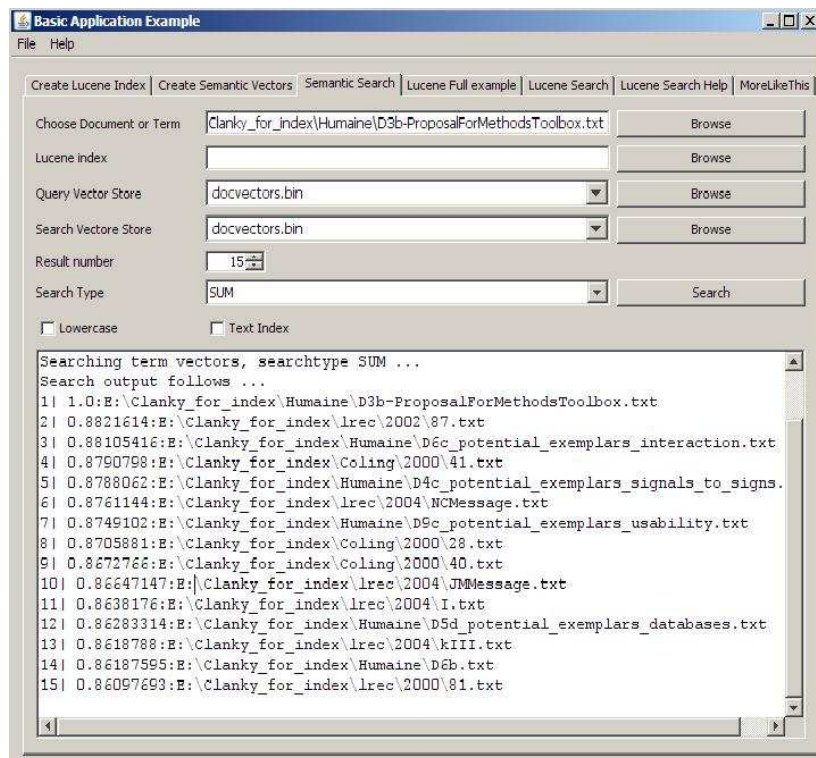 Basic Application Example
File Help
Create Lucene Index Create Semantic Vectors Semantic Search Lucene Full example Lucene Search Lucene Search Help MoreLikeThis
Choose Document or Term Clanky_for_index\Humaine\D3b-ProposalForMethodsToolbox.txt Browse
Lucene index Browse
Query Vector Store docvectors.bin Browse
Search Vectore Store docvectors.bin Browse
Result number 15
Search Type SUM Search
Lowercase Text Index
Searching term vectors, searchtype SUM ...
Search output follows ...
1| 1.0:E:\Clanky_for_index\Humaine\D3b-ProposalForMethodsToolbox.txt
2| 0.8821614:E:\Clanky_for_index\lrec\2002\87.txt
3| 0.88105416:E:\Clanky_for_index\Humaine\D6c_potential_exemplars_interaction.txt
4| 0.8790798:E:\Clanky_for_index\Coling\2000\41.txt
5| 0.8788062:E:\Clanky_for_index\Humaine\D4c_potential_exemplars_signals_to_signs.
6| 0.8761144:E:\Clanky_for_index\lrec\2004\NCMessage.txt
7| 0.8749102:E:\Clanky_for_index\Humaine\D9c_potential_exemplars_usability.txt
8| 0.8705881:E:\Clanky_for_index\Coling\2000\28.txt
9| 0.8672766:E:\Clanky_for_index\Coling\2000\40.txt
10| 0.86647147:E:\Clanky_for_index\lrec\2004\JMMessage.txt
11| 0.8638176:E:\Clanky_for_index\lrec\2004\I.txt
12| 0.86283314:E:\Clanky_for_index\Humaine\D5d_potential_exemplars_databases.txt
13| 0.8618788:E:\Clanky_for_index\lrec\2004\kIII.txt
14| 0.86187595:E:\Clanky_for_index\Humaine\D6b.txt
15| 0.86097693:E:\Clanky_for_index\lrec\2000\81.txt